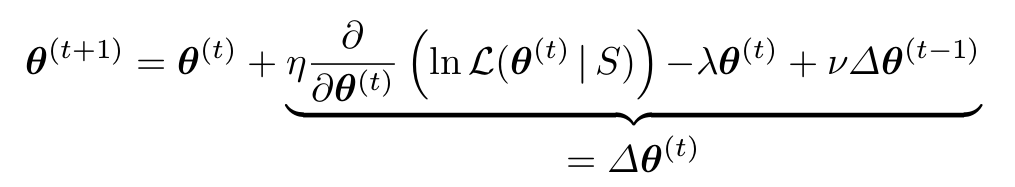 𝜽^{(t+1)} = 𝜽^{(t)} + η ∂/∂𝜽^{(t)} (ln 𝓛(𝜽^{(t)} | S)) −λ𝜽^{(t)} + νΔ𝜽^{(t−1)}
= Δ𝜽^{(t)}